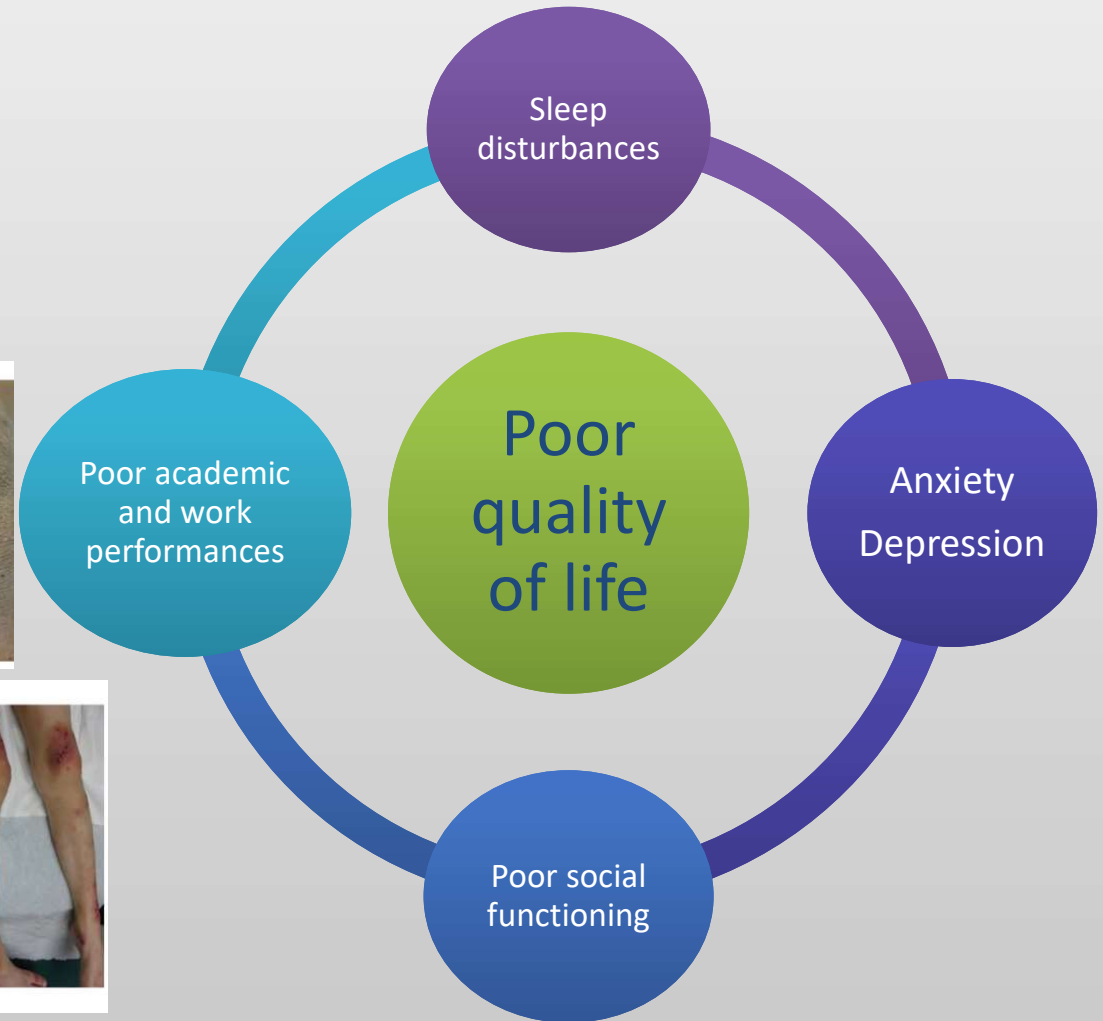 Sleep
disturbances
Poor
quality
of life
Poor academic
and work
performances
Anxiety
Depression
Poor social
functioning